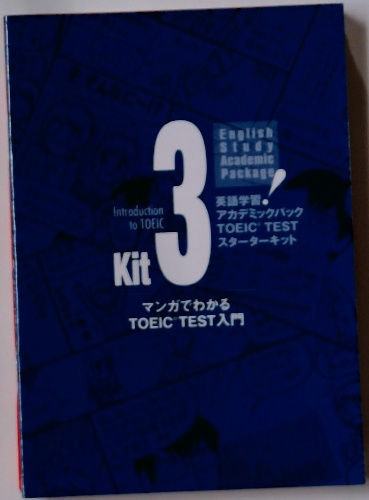 English
Study
Academic
Package
!
英語学習
アカデミックパック
TOEIC® TEST
スターターキット
Introduction
to TOEIC
Kit 3
マンガでわかる
TOEIC® TEST入門